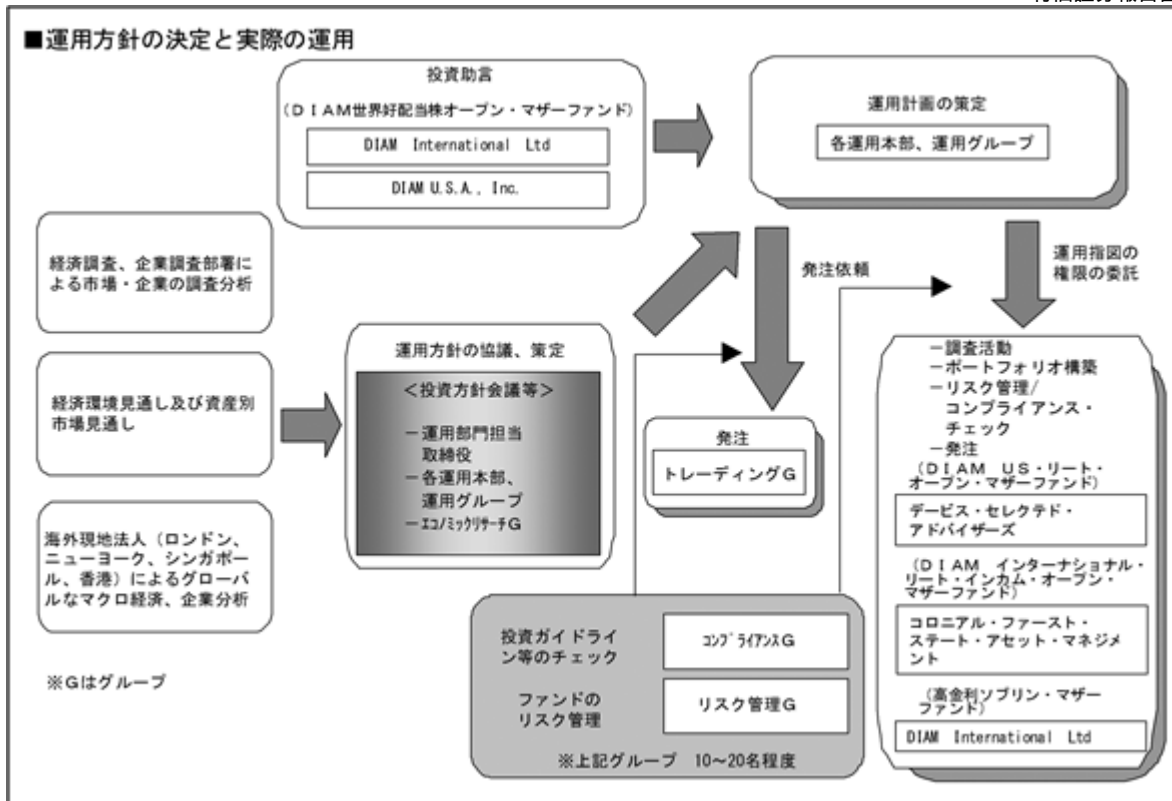 ■運用方針の決定と実際の運用
投資助言
(DIAM世界好配当株オープン・マザーファンド)
DIAM International Ltd
DIAM U.S.A., Inc.
運用計画の策定
各運用本部、運用グループ
経済調査、企業調査部署に
よる市場・企業の調査分析
経済環境見通し及び資産別
市場見通し
海外現地法人(ロンドン、
ニューヨーク、シンガポー
ル、香港)によるグローバ
ルなマクロ経済、企業分析
※Gはグループ
運用方針の協議、策定
<投資方針会議等>
－運用部門担当
取締役
－各運用本部、
運用グループ
－エコノミックリサーチG
発注依頼
発注
トレーディングG
運用指図の
権限の委託
－調査活動
－ポートフォリオ構築
－リスク管理/
コンプライアンス・
チェック
－発注
(DIAM US・リート・
オープン・マザーファンド)
デービス・セレクテド・
アドバイザーズ
(DIAM インターナショナル・
リート・インカム・オープン・
マザーファンド)
コロニアル・ファースト・
ステート・アセット・マネジメ
ント
(高金利ソブリン・マザー
ファンド)
DIAM International Ltd
投資ガイドライ
ン等のチェック
コンプライアンスG
ファンドの
リスク管理
リスク管理G
※上記グループ 10～20名程度